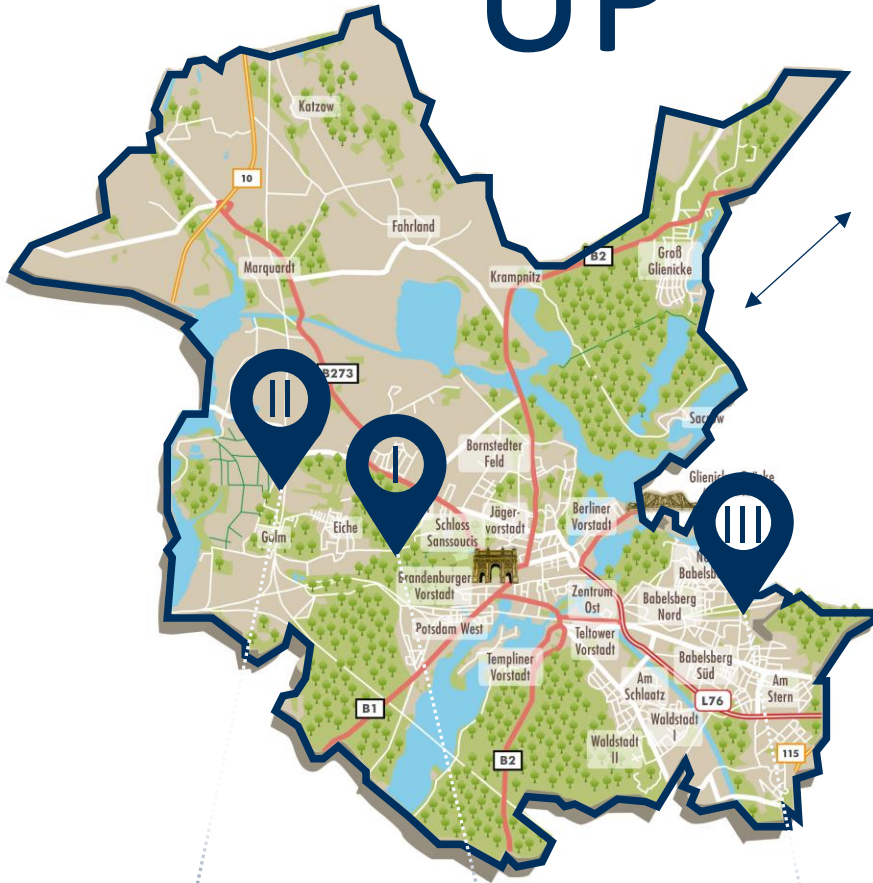 UP
Katzow
10
Fahrland
Marquardt
Krampnitz
B2
Groß
Glienicke
B273
II
I
Sacrow
Bornstedter
Feld
III
Golm
Eiche
Schloss
Sanssoucis
Jäger-
vorstadt
Berliner
Vorstadt
Brandenburger
Vorstadt
Zentrum
Ost
Babelsberg
Nord
Potsdam West
Teltower
Vorstadt
Templiner
Vorstadt
Babelsberg
Süd
Am
Schlaatz
Am
Stern
B1
L76
Waldstadt
I
Waldstadt
II
B2
115